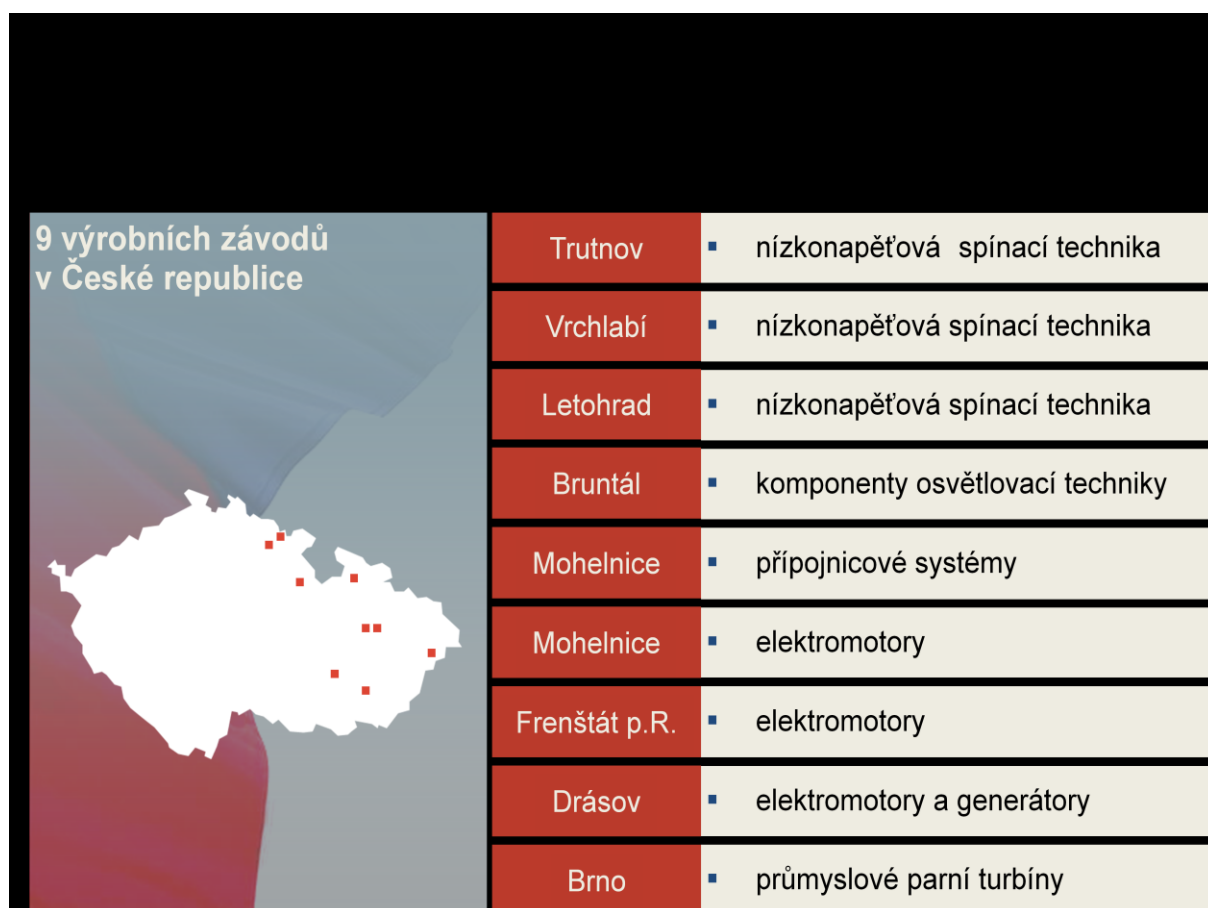 9 výrobních závodů
v České republice
Trutnov ▪ nízkonapěťová  spínací technika
Vrchlabí ▪ nízkonapěťová spínací technika
Letohrad ▪ nízkonapěťová spínací technika
Bruntál ▪ komponenty osvětlovací techniky
Mohelnice ▪ přípojnicové systémy
Mohelnice ▪ elektromotory
Frenštát p.R. ▪ elektromotory
Drásov ▪ elektromotory a generátory
Brno ▪ průmyslové parní turbíny